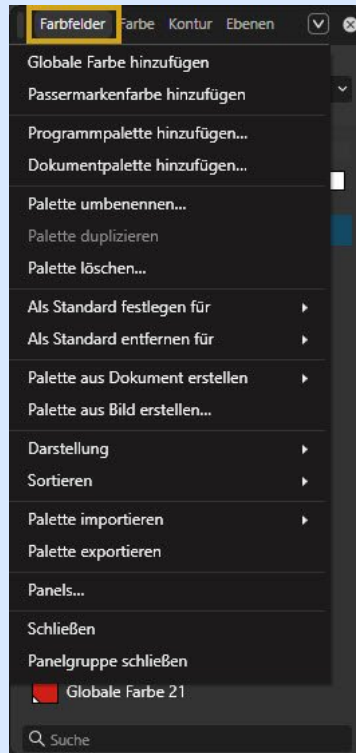 Farbfelder Farbe Kontur Ebenen
Globale Farbe hinzufügen
Passermarkenfarbe hinzufügen
Programmpalette hinzufügen...
Dokumentpalette hinzufügen...
Palette umbenennen...
Palette duplizieren
Palette löschen...
Als Standard festlegen für
Als Standard entfernen für
Palette aus Dokument erstellen
Palette aus Bild erstellen...
Darstellung
Sortieren
Palette importieren
Palette exportieren
Panels...
Schließen
Panelgruppe schließen
Globale Farbe 21
Suche